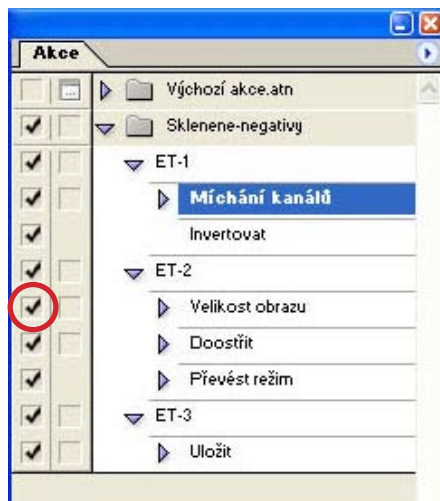 Akce
Výchozí akce.atn
Sklenene-negativy
ET-1
Míchání kanálů
Invertovat
ET-2
Velikost obrazu
Doostřit
Převést režim
ET-3
Uložit